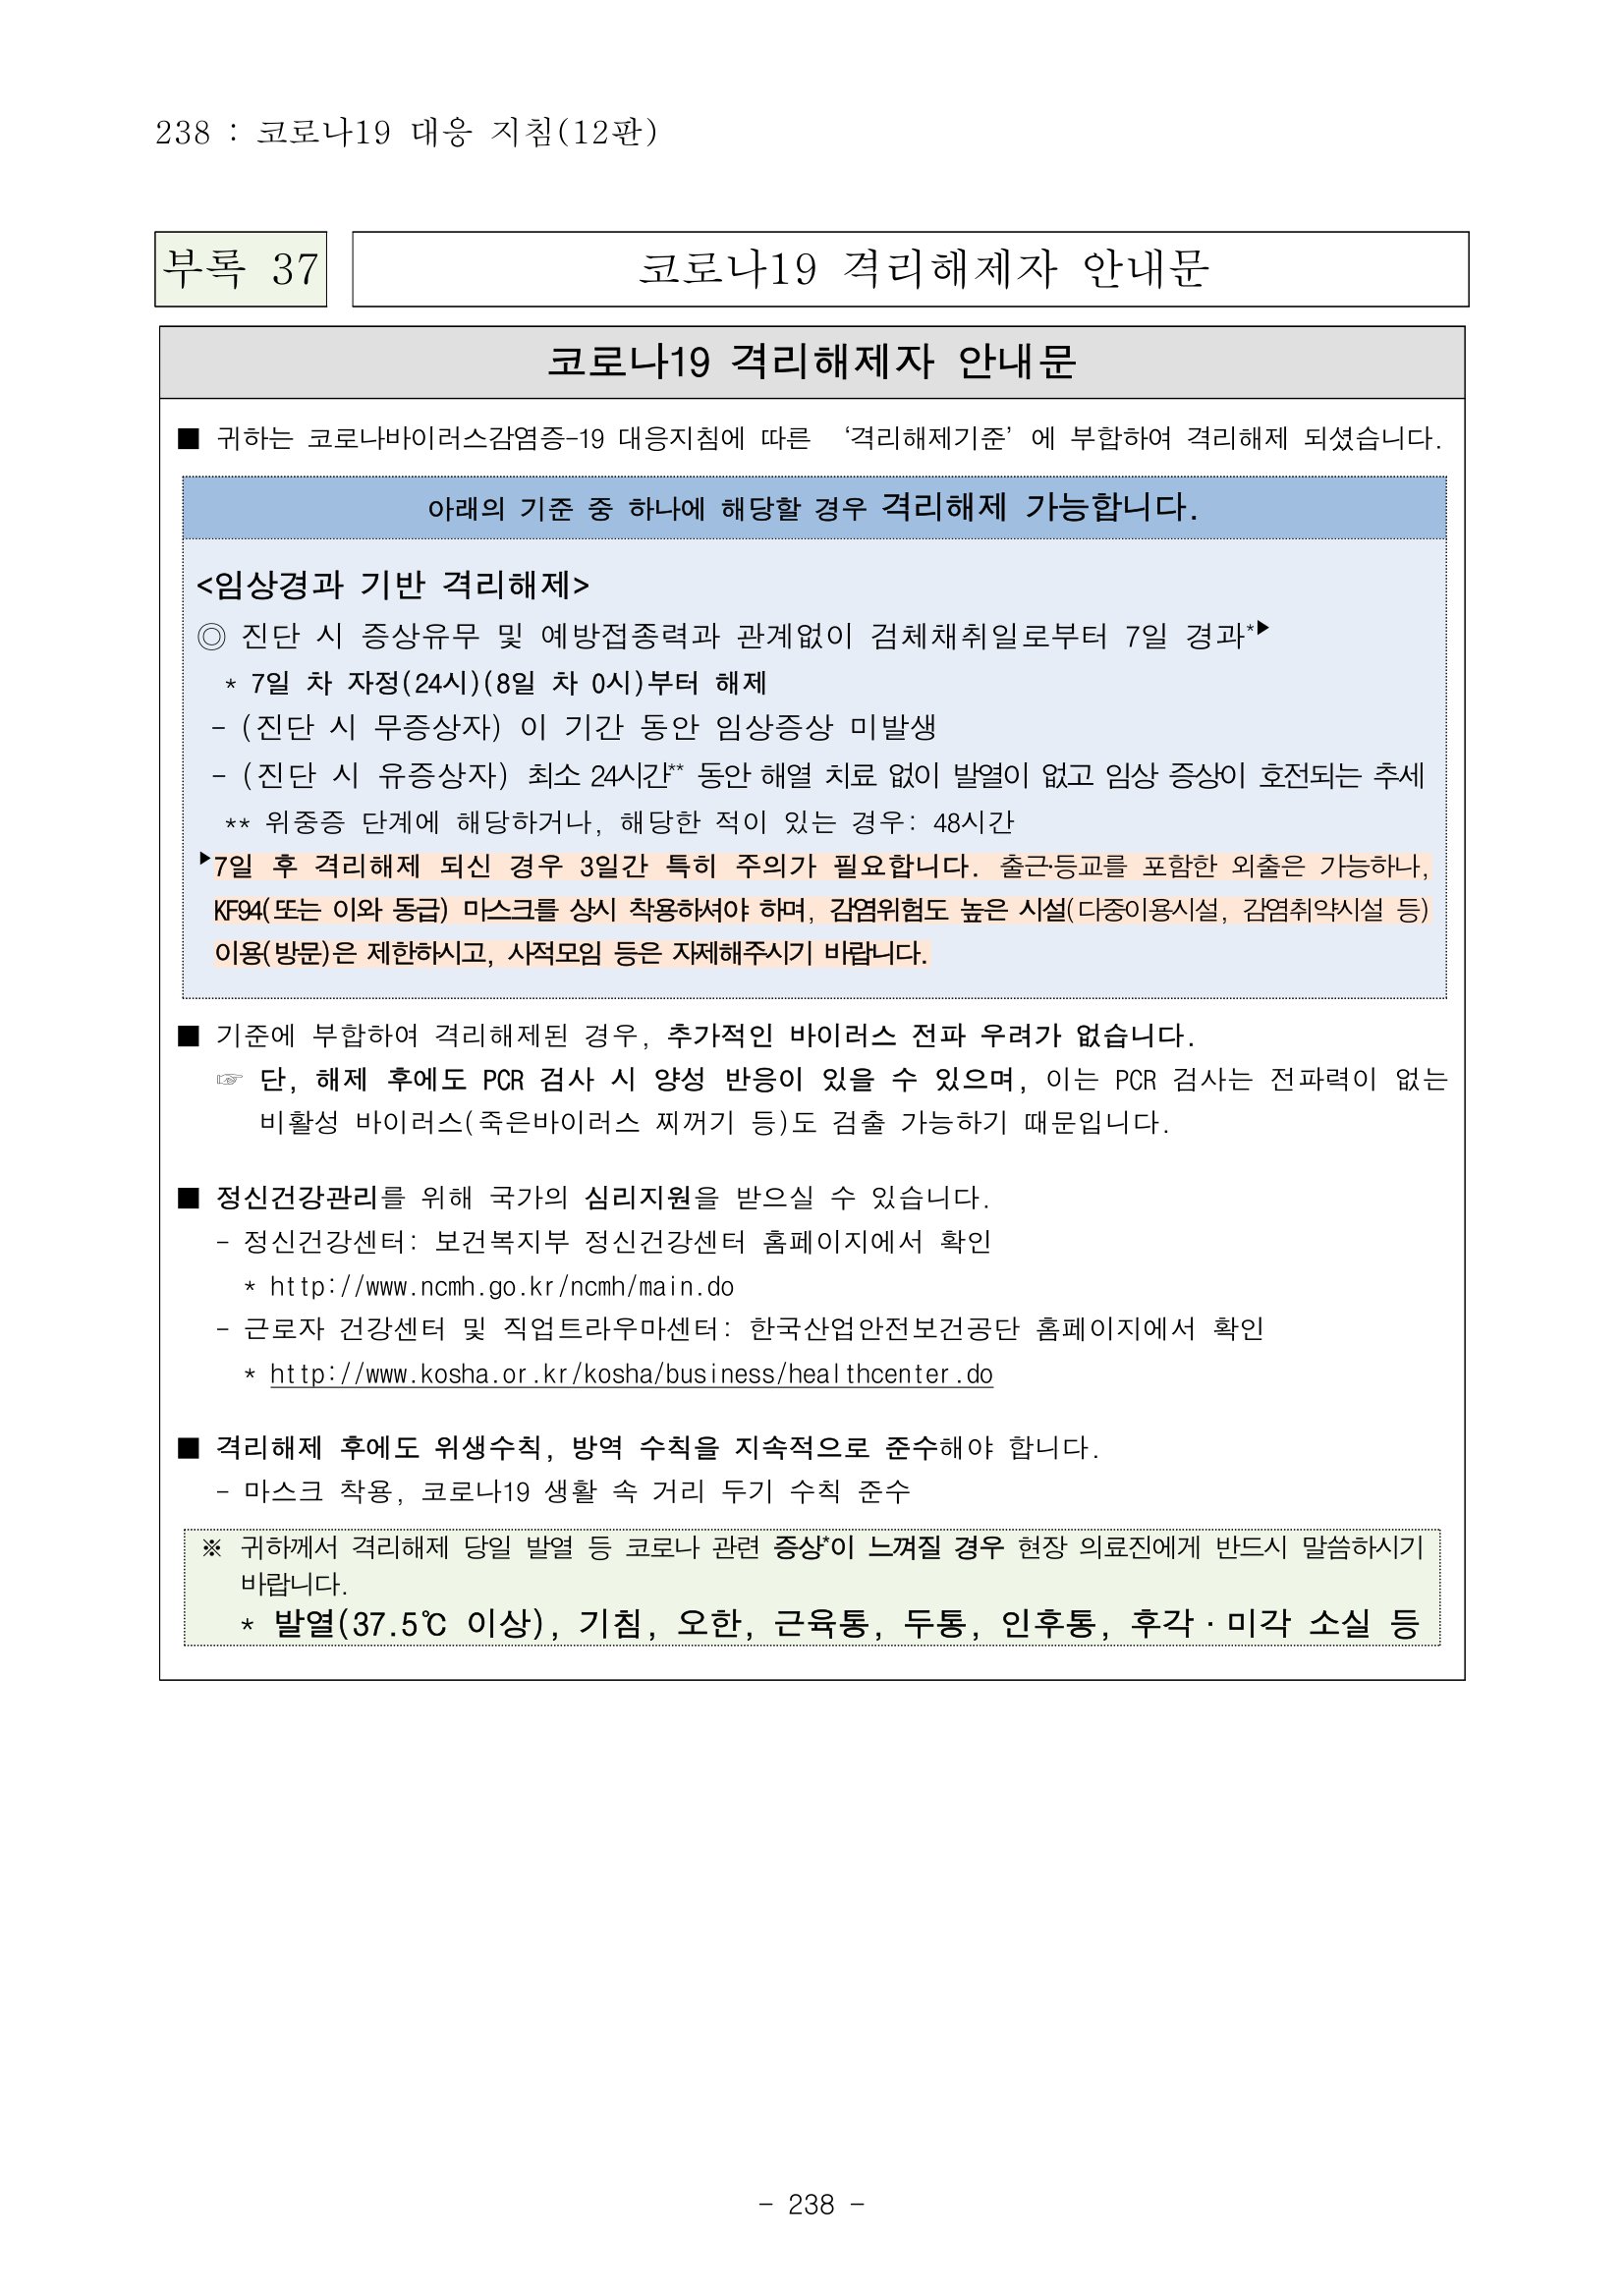 238 : 코로나19 대응 지침(12판)
부록 37
코로나19 격리해제자 안내문
코로나19 격리해제자 안내문
■ 귀하는 코로나바이러스감염증-19 대응지침에 따른 ‘격리해제기준’에 부합하여 격리해제 되셨습니다.
아래의 기준 중 하나에 해당할 경우 격리해제 가능합니다.
<임상경과 기반 격리해제>
◎ 진단 시 증상유무 및 예방접종력과 관계없이 검체채취일로부터 7일 경과*▶
* 7일 차 자정(24시)(8일 차 0시)부터 해제
- (진단 시 무증상자) 이 기간 동안 임상증상 미발생
- (진단 시 유증상자) 최소 24시간** 동안 해열 치료 없이 발열이 없고 임상 증상이 호전되는 추세
** 위중증 단계에 해당하거나, 해당한 적이 있는 경우: 48시간
▶7일 후 격리해제 되신 경우 3일간 특히 주의가 필요합니다. 출근·등교를 포함한 외출은 가능하나,
KF94(또는 이와 동급) 마스크를 상시 착용하셔야 하며, 감염위험도 높은 시설(다중이용시설, 감염취약시설 등)
이용(방문)은 제한하시고, 사적모임 등은 자제해주시기 바랍니다.
■ 기준에 부합하여 격리해제된 경우, 추가적인 바이러스 전파 우려가 없습니다.
☞ 단, 해제 후에도 PCR 검사 시 양성 반응이 있을 수 있으며, 이는 PCR 검사는 전파력이 없는
비활성 바이러스(죽은바이러스 찌꺼기 등)도 검출 가능하기 때문입니다.
■ 정신건강관리를 위해 국가의 심리지원을 받으실 수 있습니다.
- 정신건강센터: 보건복지부 정신건강센터 홈페이지에서 확인
* http://www.ncmh.go.kr/ncmh/main.do
- 근로자 건강센터 및 직업트라우마센터: 한국산업안전보건공단 홈페이지에서 확인
* http://www.kosha.or.kr/kosha/business/healthcenter.do
■ 격리해제 후에도 위생수칙, 방역 수칙을 지속적으로 준수해야 합니다.
- 마스크 착용, 코로나19 생활 속 거리 두기 수칙 준수
※ 귀하께서 격리해제 당일 발열 등 코로나 관련 증상*이 느껴질 경우 현장 의료진에게 반드시 말씀하시기
바랍니다.
* 발열(37.5℃ 이상), 기침, 오한, 근육통, 두통, 인후통, 후각·미각 소실 등
- 238 -